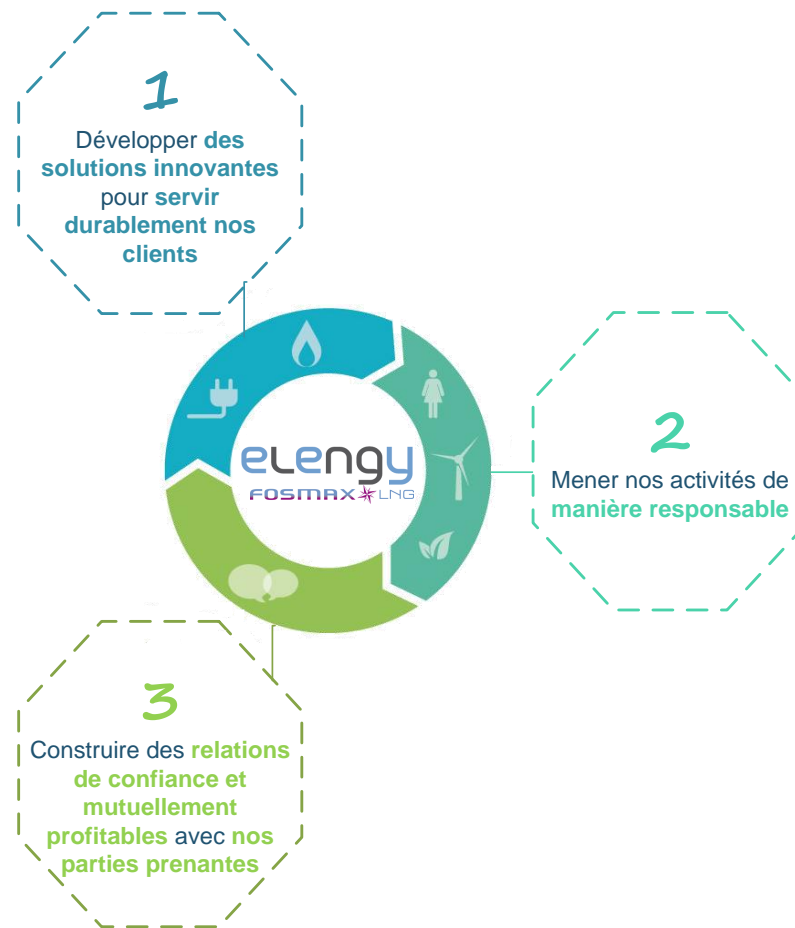 1
Développer des
solutions innovantes
pour servir
durablement nos
clients
elengy
FOSMAX LNG
2
Mener nos activités de
manière responsable
3
Construire des relations
de confiance et
mutuellement
profitables avec nos
parties prenantes